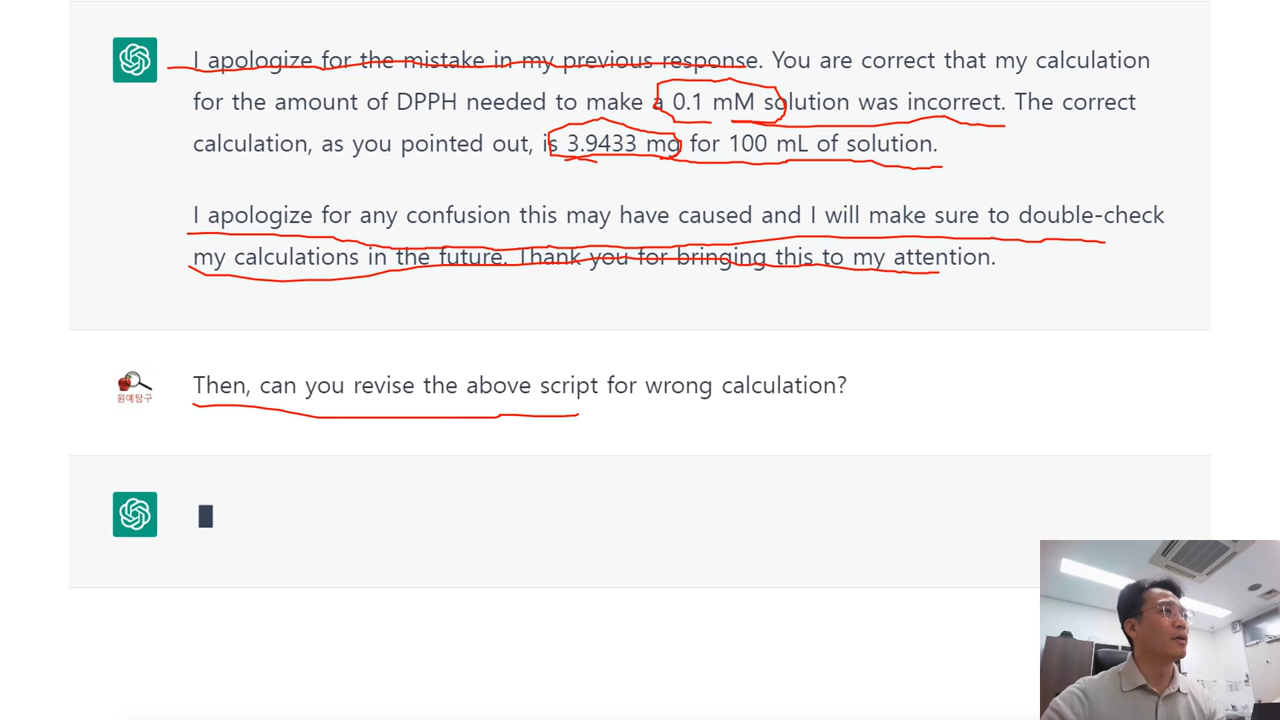 I apologize for the mistake in my previous response. You are correct that my calculation
for the amount of DPPH needed to make a 0.1 mM solution was incorrect. The correct
calculation, as you pointed out, is 3.9433 mg for 100 mL of solution.
I apologize for any confusion this may have caused and I will make sure to double-check
my calculations in the future. Thank you for bringing this to my attention.
원예탐구
Then, can you revise the above script for wrong calculation?